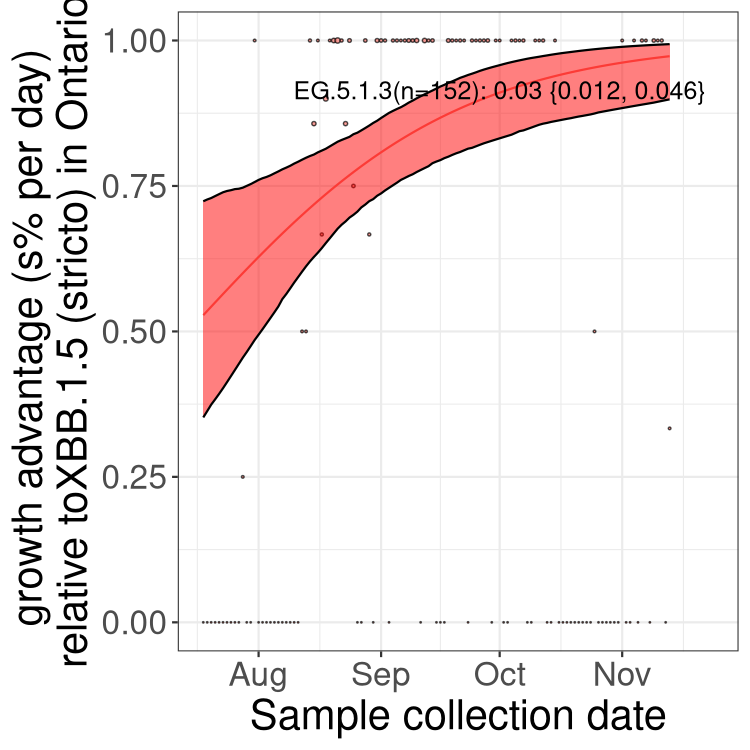 growth advantage (s% per day)
relative toXBB.1.5 (stricto) in Ontario
1.00
0.75
0.50
0.25
0.00
EG.5.1.3(n=152): 0.03 {0.012, 0.046}
Aug Sep Oct Nov
Sample collection date